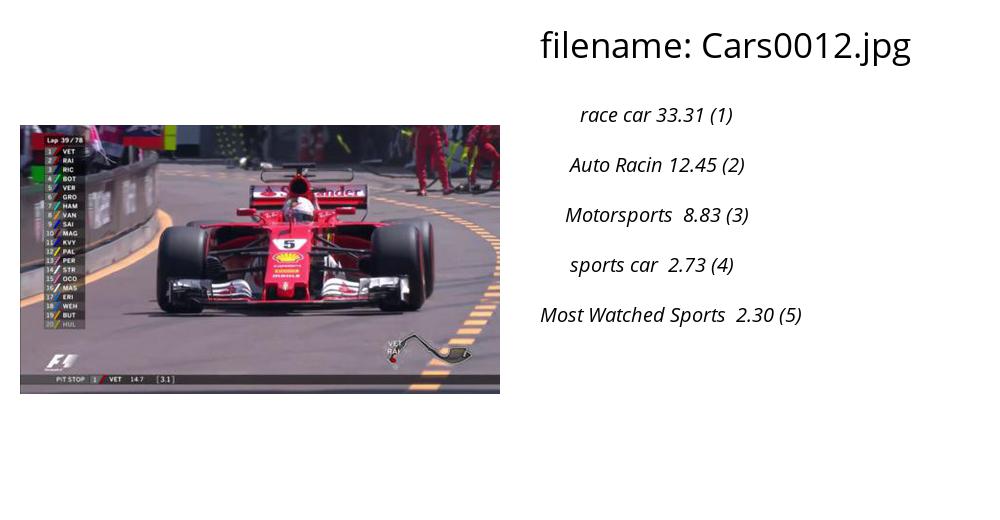 filename: Cars0012.jpg
race car 33.31 (1)
Auto Racin 12.45 (2)
Motorsports 8.83 (3)
sports car 2.73 (4)
Most Watched Sports 2.30 (5)
Lap 39/78
1 VET
2 RAI
3 RIC
4 BOT
5 VER
6 GRO
7 HAM
8 VAN
9 SAI
10 MAG
11 KVY
12 PAL
13 PER
14 STR
15 OCO
16 MAS
17 ERI
18 WEH
19 BUT
20 HUL
Santander
5
VET
RAI
F1
PIT STOP 1 VET 14.7 [3.1]